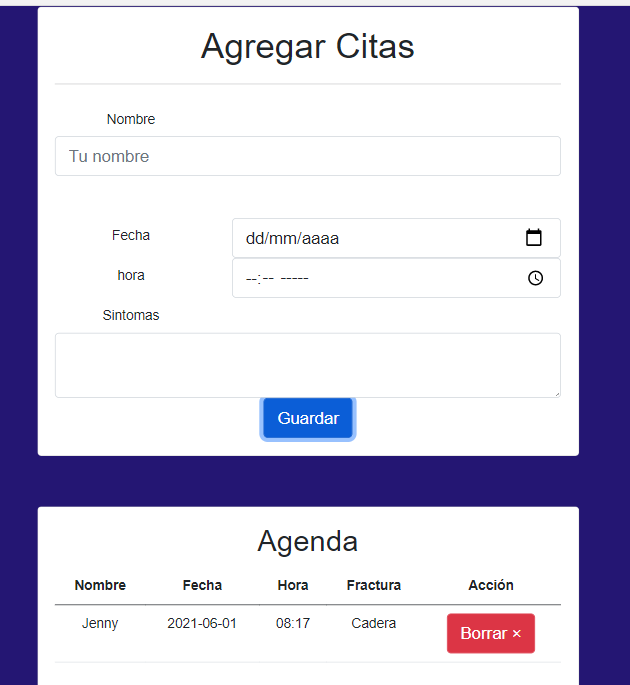 Agregar Citas
Nombre
Tu nombre
Fecha dd/mm/aaaa
hora --:-- -----
Sintomas
Guardar
Agenda
Nombre Fecha Hora Fractura Acción
Jenny 2021-06-01 08:17 Cadera Borrar ×